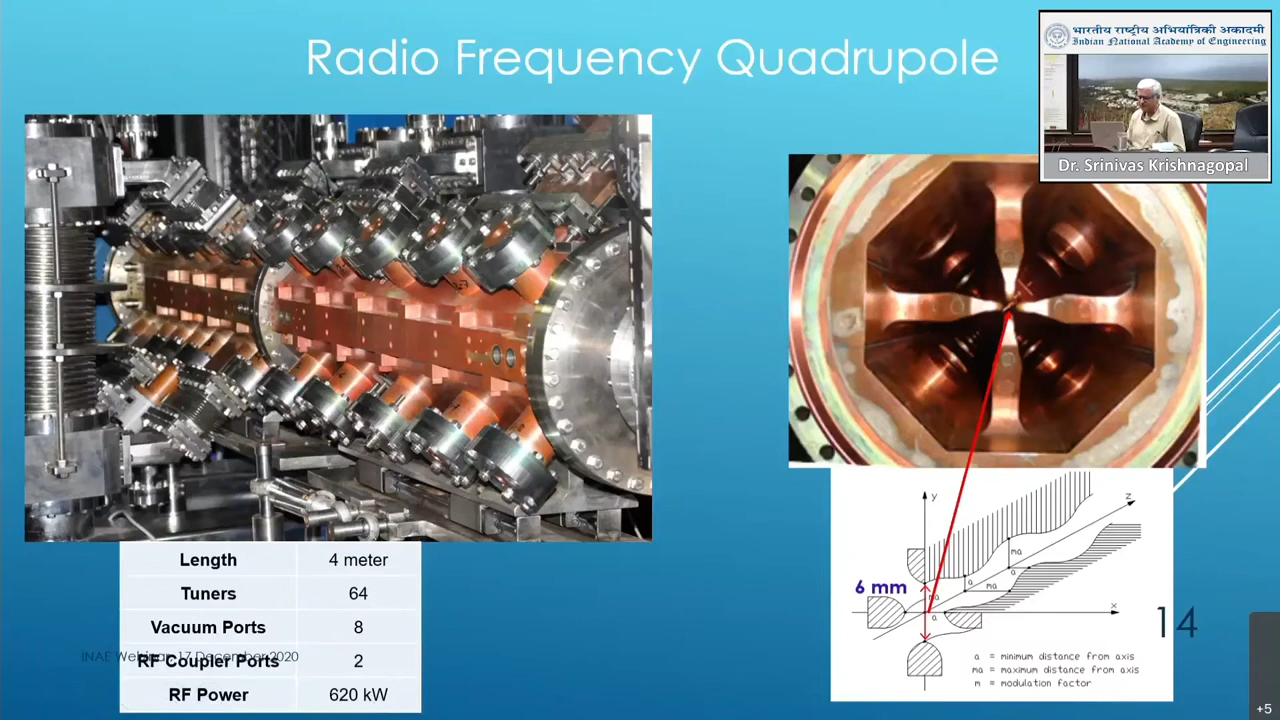 Radio Frequency Quadrupole
भारतीय राष्ट्रीय अभियांत्रिकी अकादमी
Indian National Academy of Engineering
Dr. Srinivas Krishnagopal
Length 4 meter
Tuners 64
Vacuum Ports 8
RF Coupler Ports 2
RF Power 620 kW
INAE Webinar 17 December 2020
y
z
ma
a
a
ma
6 mm
ma
x
a
14
a = minimum distance from axis
ma = maximum distance from axis
m = modulation factor
+5